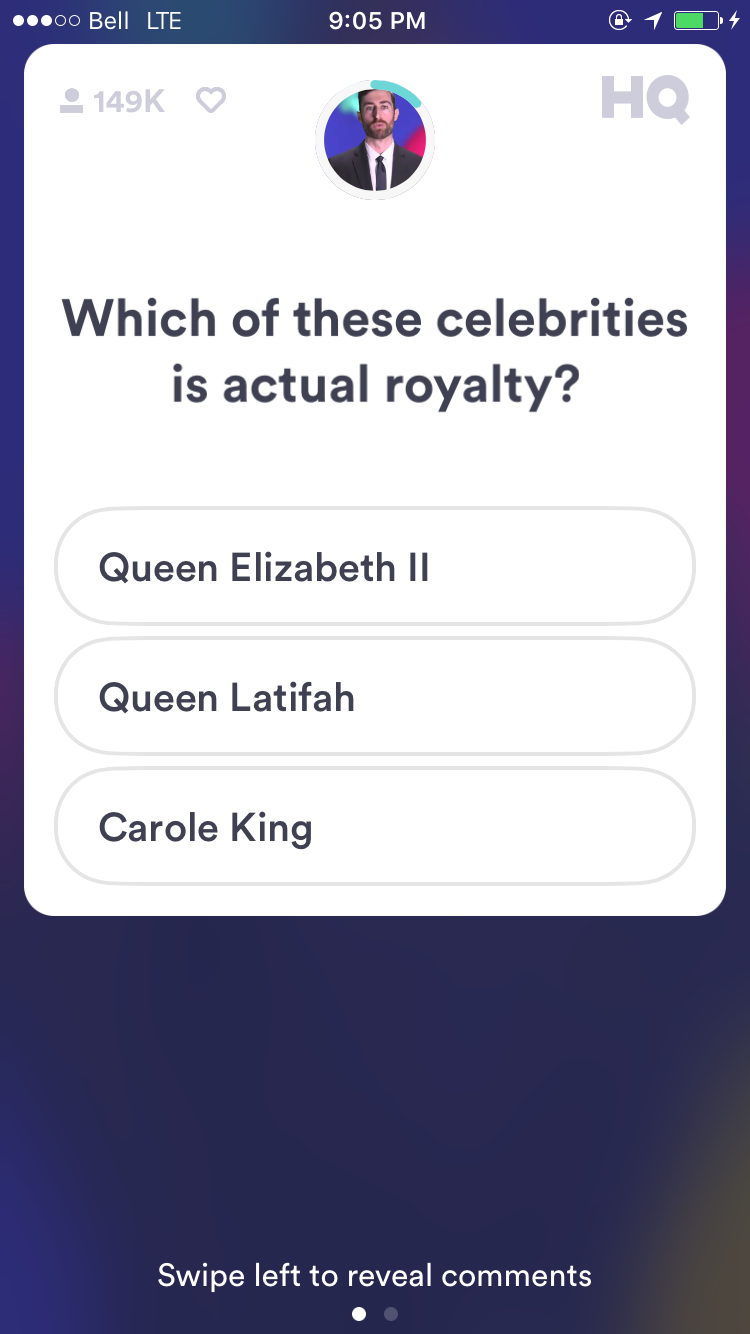 Bell LTE 9:05 PM
149K HQ
Which of these celebrities
is actual royalty?
Queen Elizabeth II
Queen Latifah
Carole King
Swipe left to reveal comments